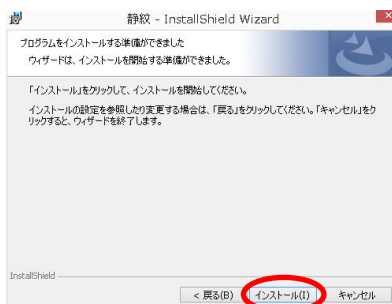 静紋 - InstallShield Wizard
プログラムをインストールする準備ができました
ウィザードは、インストールを開始する準備ができました。
「インストール」をクリックして、インストールを開始してください。
インストールの設定を参照したり変更する場合は、「戻る」をクリックしてください。「キャンセル」をク
リックすると、ウィザードを終了します。
InstallShield
< 戻る(B)
インストール(I)
キャンセル